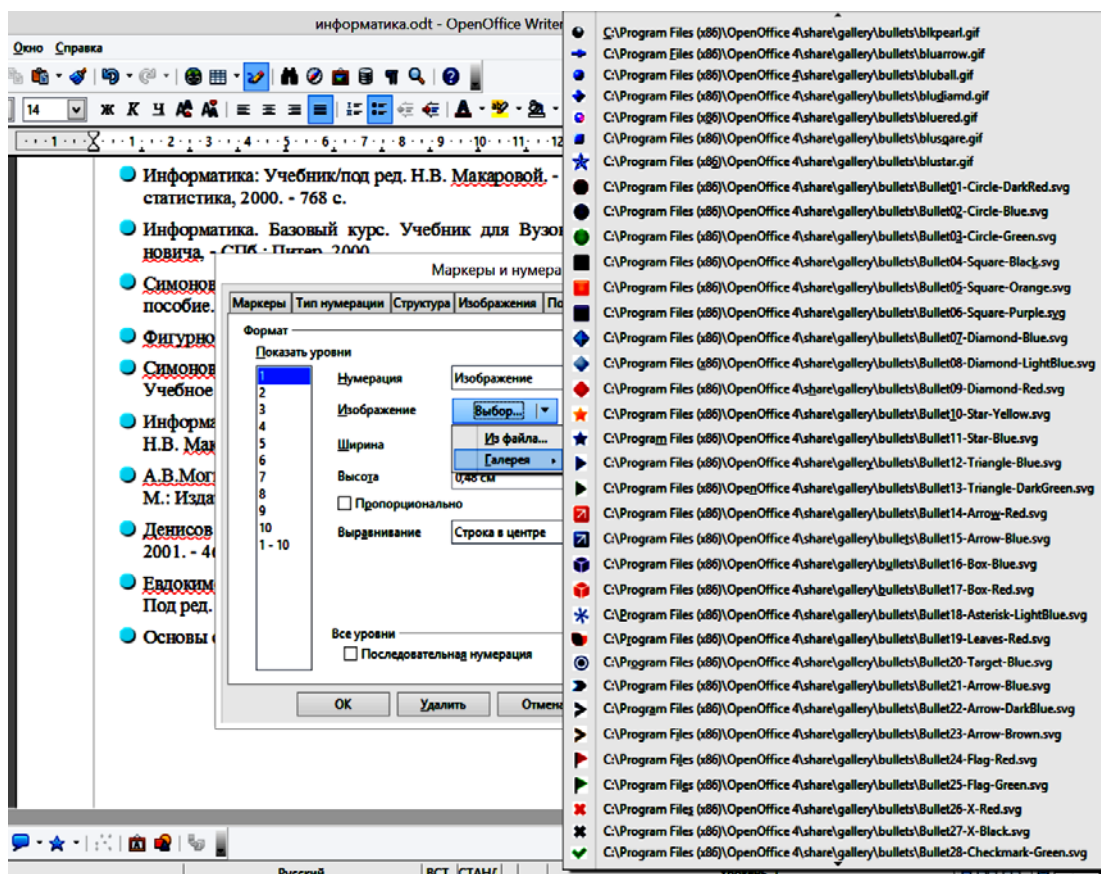 информатика.odt - OpenOffice Writer
Окно Справка
14 Ж К Ч
1 1 2 3 4 5 6 7 8 9 10 11 12
Информатика: Учебник/под ред. Н.В. Макаровой. -
статистика, 2000. - 768 с.
Информатика. Базовый курс. Учебник для Вузо
новича, - СПб.: Питер, 2000.
Симонов
пособие.
Фигурно
Симонов
Учебное
Информа
Н.В. Мак
А.В.Мог
М.: Изда
Денисов
2001. - 4
Евдоким
Под ред.
Основы
Маркеры и нумера
Маркеры Тип нумерации Структура Изображения По
Формат
Показать уровни
1
2
3
4
5
6
7
8
9
10
1 - 10
Нумерация Изображение
Изображение Выбор...
Из файла...
Галерея
Ширина
Высота 0,48 см
Пропорционально
Выравнивание Строка в центре
Все уровни
Последовательная нумерация
ОК Удалить Отмена
C:\Program Files (x86)\OpenOffice 4\share\gallery\bullets\blkpearl.gif
C:\Program Files (x86)\OpenOffice 4\share\gallery\bullets\bluarrow.gif
C:\Program Files (x86)\OpenOffice 4\share\gallery\bullets\bluball.gif
C:\Program Files (x86)\OpenOffice 4\share\gallery\bullets\bludiamd.gif
C:\Program Files (x86)\OpenOffice 4\share\gallery\bullets\bluered.gif
C:\Program Files (x86)\OpenOffice 4\share\gallery\bullets\blusqare.gif
C:\Program Files (x86)\OpenOffice 4\share\gallery\bullets\blustar.gif
C:\Program Files (x86)\OpenOffice 4\share\gallery\bullets\Bullet01-Circle-DarkRed.svg
C:\Program Files (x86)\OpenOffice 4\share\gallery\bullets\Bullet02-Circle-Blue.svg
C:\Program Files (x86)\OpenOffice 4\share\gallery\bullets\Bullet03-Circle-Green.svg
C:\Program Files (x86)\OpenOffice 4\share\gallery\bullets\Bullet04-Square-Black.svg
C:\Program Files (x86)\OpenOffice 4\share\gallery\bullets\Bullet05-Square-Orange.svg
C:\Program Files (x86)\OpenOffice 4\share\gallery\bullets\Bullet06-Square-Purple.svg
C:\Program Files (x86)\OpenOffice 4\share\gallery\bullets\Bullet07-Diamond-Blue.svg
C:\Program Files (x86)\OpenOffice 4\share\gallery\bullets\Bullet08-Diamond-LightBlue.svg
C:\Program Files (x86)\OpenOffice 4\share\gallery\bullets\Bullet09-Diamond-Red.svg
C:\Program Files (x86)\OpenOffice 4\share\gallery\bullets\Bullet10-Star-Yellow.svg
C:\Program Files (x86)\OpenOffice 4\share\gallery\bullets\Bullet11-Star-Blue.svg
C:\Program Files (x86)\OpenOffice 4\share\gallery\bullets\Bullet12-Triangle-Blue.svg
C:\Program Files (x86)\OpenOffice 4\share\gallery\bullets\Bullet13-Triangle-DarkGreen.svg
C:\Program Files (x86)\OpenOffice 4\share\gallery\bullets\Bullet14-Arrow-Red.svg
C:\Program Files (x86)\OpenOffice 4\share\gallery\bullets\Bullet15-Arrow-Blue.svg
C:\Program Files (x86)\OpenOffice 4\share\gallery\bullets\Bullet16-Box-Blue.svg
C:\Program Files (x86)\OpenOffice 4\share\gallery\bullets\Bullet17-Box-Red.svg
C:\Program Files (x86)\OpenOffice 4\share\gallery\bullets\Bullet18-Asterisk-LightBlue.svg
C:\Program Files (x86)\OpenOffice 4\share\gallery\bullets\Bullet19-Leaves-Red.svg
C:\Program Files (x86)\OpenOffice 4\share\gallery\bullets\Bullet20-Target-Blue.svg
C:\Program Files (x86)\OpenOffice 4\share\gallery\bullets\Bullet21-Arrow-Blue.svg
C:\Program Files (x86)\OpenOffice 4\share\gallery\bullets\Bullet22-Arrow-DarkBlue.svg
C:\Program Files (x86)\OpenOffice 4\share\gallery\bullets\Bullet23-Arrow-Brown.svg
C:\Program Files (x86)\OpenOffice 4\share\gallery\bullets\Bullet24-Flag-Red.svg
C:\Program Files (x86)\OpenOffice 4\share\gallery\bullets\Bullet25-Flag-Green.svg
C:\Program Files (x86)\OpenOffice 4\share\gallery\bullets\Bullet26-X-Red.svg
C:\Program Files (x86)\OpenOffice 4\share\gallery\bullets\Bullet27-X-Black.svg
C:\Program Files (x86)\OpenOffice 4\share\gallery\bullets\Bullet28-Checkmark-Green.svg
Русский ВСТ СТАНД